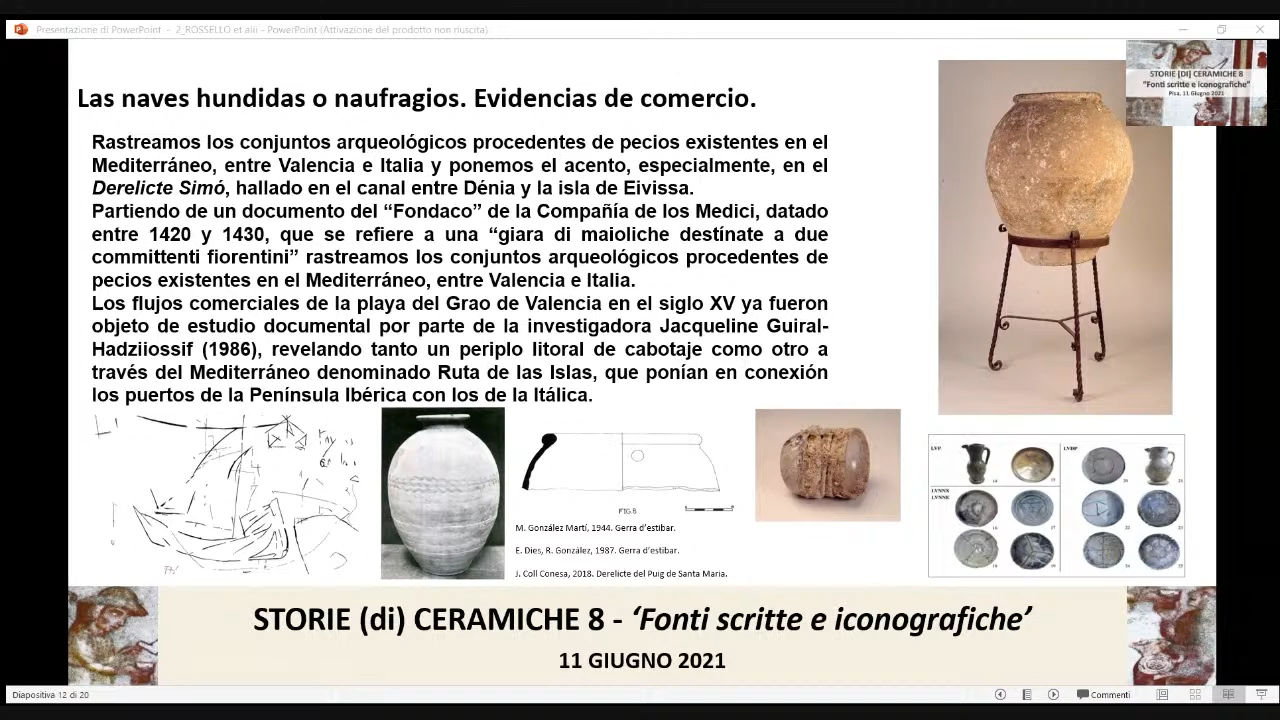 Presentazione di PowerPoint - 2_ROSSELLO et alii - PowerPoint (Attivazione del prodotto non riuscita)
STORIE (DI) CERAMICHE 8
"Fonti scritte e iconografiche"
Pisa, 11 Giugno 2021
Las naves hundidas o naufragios. Evidencias de comercio.
Rastreamos los conjuntos arqueológicos procedentes de pecios existentes en el
Mediterráneo, entre Valencia e Italia y ponemos el acento, especialmente, en el
Derelicte Simó, hallado en el canal entre Dénia y la isla de Eivissa.
Partiendo de un documento del “Fondaco” de la Compañía de los Medici, datado
entre 1420 y 1430, que se refiere a una “giara di maioliche destínate a due
committenti fiorentini” rastreamos los conjuntos arqueológicos procedentes de
pecios existentes en el Mediterráneo, entre Valencia e Italia.
Los flujos comerciales de la playa del Grao de Valencia en el siglo XV ya fueron
objeto de estudio documental por parte de la investigadora Jacqueline Guiral-
Hadziiossif (1986), revelando tanto un periplo litoral de cabotaje como otro a
través del Mediterráneo denominado Ruta de las Islas, que ponían en conexión
los puertos de la Península Ibérica con los de la Itálica.
FIG.8
M. González Martí, 1944. Gerra d’estibar.
E. Dies, R. González, 1987. Gerra d’estibar.
J. Coll Conesa, 2018. Derelicte del Puig de Santa Maria.
STORIE (di) CERAMICHE 8 - ‘Fonti scritte e iconografiche’
11 GIUGNO 2021
Diapositiva 12 di 20
Commenti